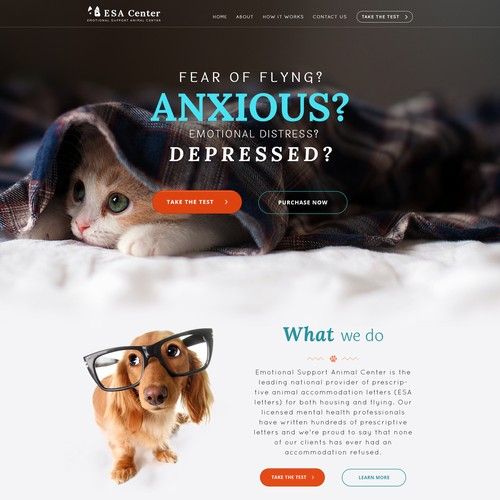 ESA Center
EMOTIONAL SUPPORT ANIMAL CENTER
HOME ABOUT HOW IT WORKS CONTACT TAKE THE TEST
FEAR OF FLYNG?
ANXIOUS?
EMOTIONAL DISTRESS?
DEPRESSED?
TAKE THE TEST PURCHASE NOW
What we do
Emotional Support Animal Center is the
leading national provider of prescrip-
tive animal accommodation letters (ESA
letters) for both housing and flying. Our
licensed mental health professionals
have written hundreds of prescriptive
letters and we're proud to say that none
of our clients has ever had an
accommodation refused.
TAKE THE TEST LEARN MORE